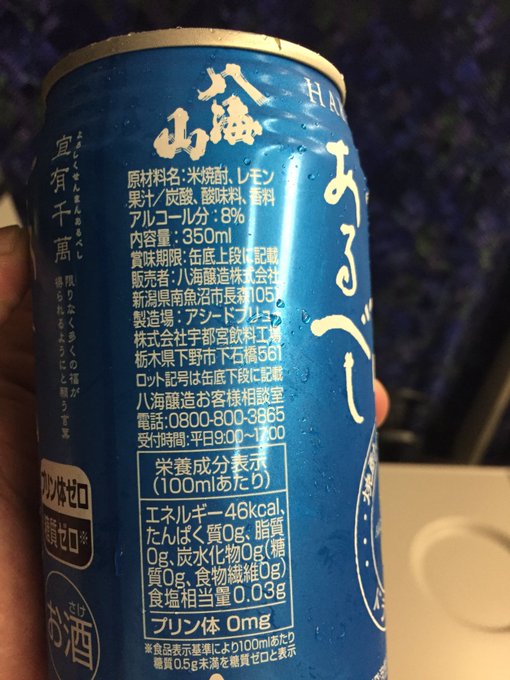 八海山
原材料名：米焼酎、レモン
果汁／炭酸、酸味料、香料
アルコール分：8%
内容量：350ml
賞味期限：缶底上段に記載
販売者：八海醸造株式会社
新潟県南魚沼市長森1051
製造場：アシードブリュー
株式会社宇都宮飲料工場
栃木県下野市下石橋561
ロット記号は缶底下段に記載
八海醸造お客様相談室
電話：0800-800-3865
受付時間：平日9:00〜17:00
栄養成分表示
(100mlあたり)
エネルギー46kcal、
たんぱく質0g、脂質
0g、炭水化物0g(糖
質0g、食物繊維0g)
食塩相当量0.03g
プリン体 0mg
※食品表示基準により100mlあたり
糖質0.5g未満を糖質ゼロと表示
よろしくせんまんあるべし
宜有千萬
限りなく多くの福が
得られるようにと願う言葉
プリン体ゼロ
糖質ゼロ※
さけ
お酒
HA
あるべし